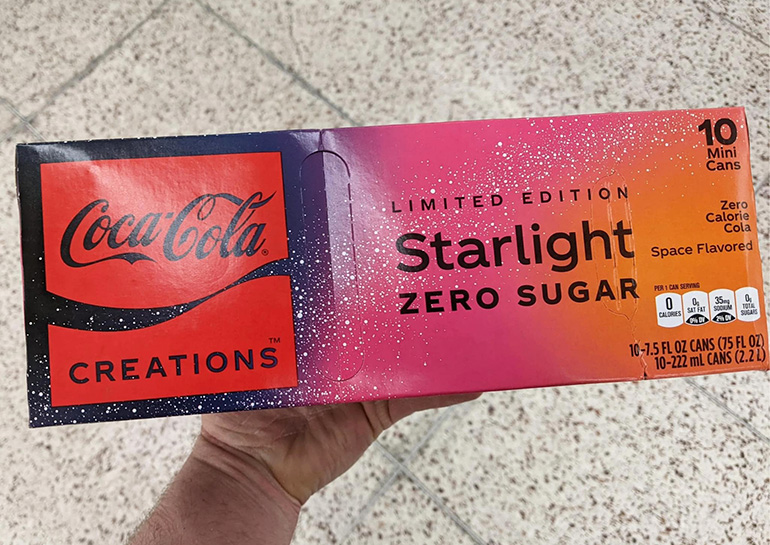 Coca-Cola®
CREATIONS™
LIMITED EDITION
Starlight
ZERO SUGAR
10
Mini
Cans
Zero
Calorie
Cola
Space Flavored
PER 1 CAN SERVING
0
CALORIES
0g
SAT FAT
0% DV
35mg
SODIUM
2% DV
0g
TOTAL
SUGARS
10-7.5 FL OZ CANS (75 FL OZ)
10-222 mL CANS (2.2 L)